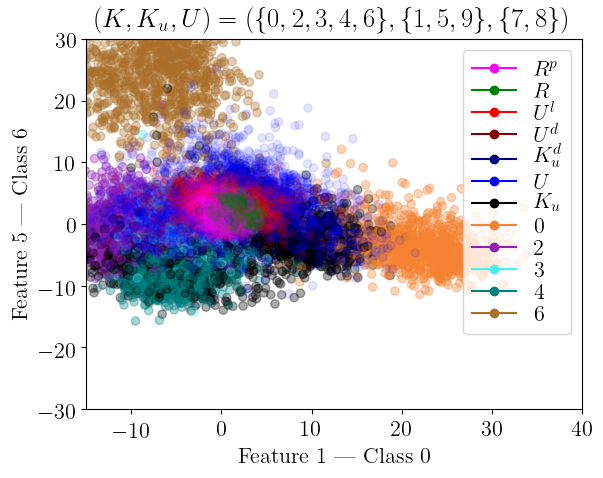 (K, K_u, U) = ({0, 2, 3, 4, 6}, {1, 5, 9}, {7, 8})
30
20
10
0
−10
−20
−30
Feature 5 — Class 6
R^p
R
U^l
U^d
K_u^d
U
K_u
0
2
3
4
6
−10
0
10
20
30
40
Feature 1 — Class 0